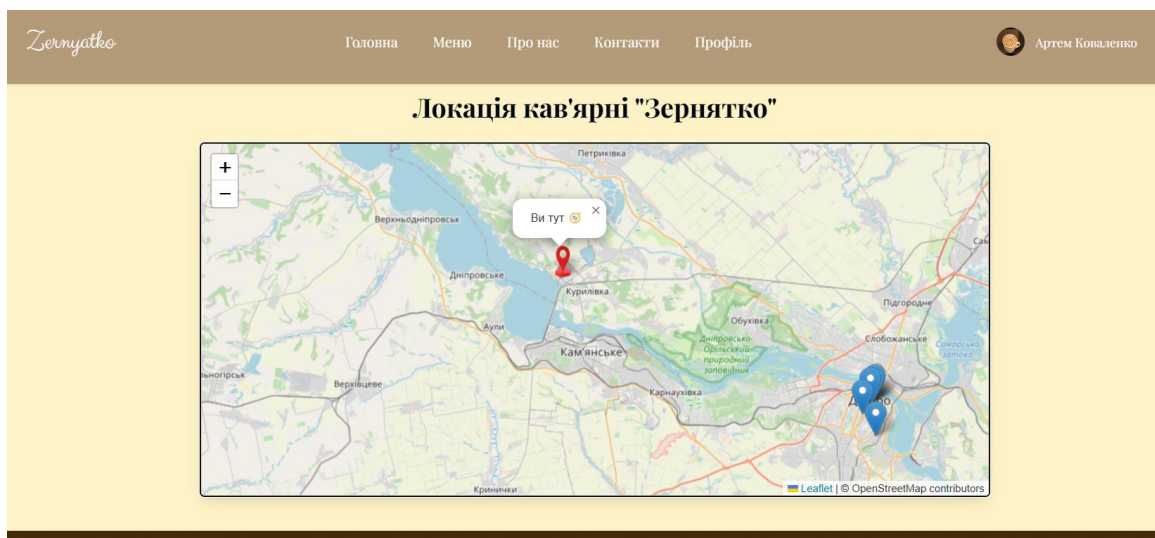 Zernyatko
Головна Меню Про нас Контакти Профіль
Артем Коваленко
Локація кав'ярні "Зернятко"
+
−
Петриківка
Ви тут
×
Верхньодніпровськ
Дніпровське
Курилівка
Підгородне
Обухівка
Аули
Дніпровсько-
Орільський
природний
заповідник
Слобожанське
Кам'янське
Верхівцеве
Карнаухівка
Кринички
Leaflet | © OpenStreetMap contributors